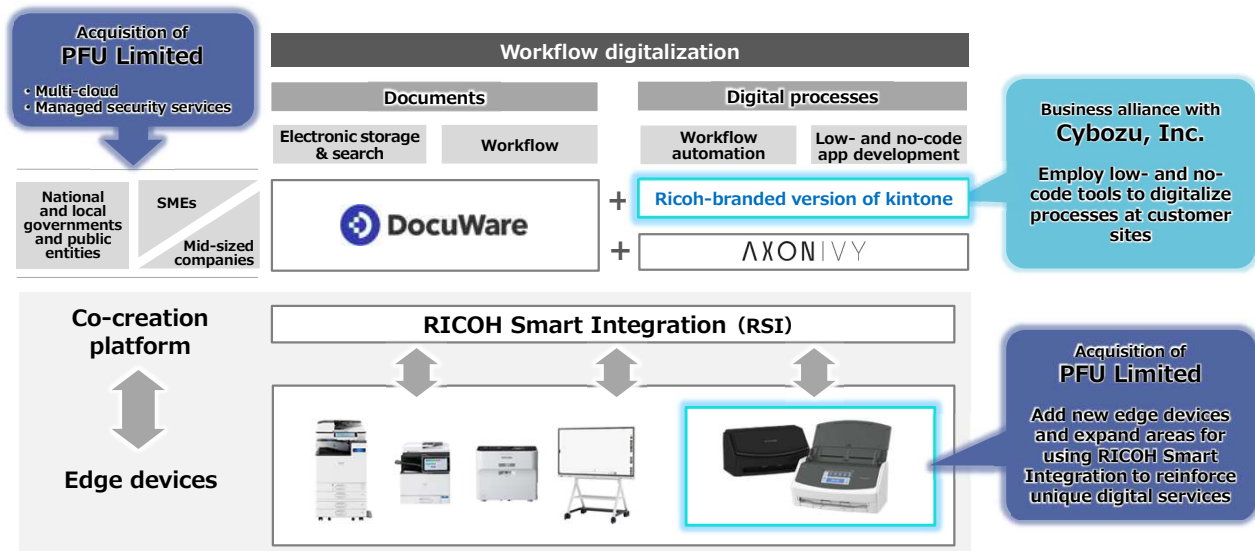 Acquisition of
PFU Limited
• Multi-cloud
• Managed security services
Workflow digitalization
Documents
Digital processes
Electronic storage
& search
Workflow
Workflow
automation
Low- and no-code
app development
Business alliance with
Cybozu, Inc.
Employ low- and no-
code tools to digitalize
processes at customer
sites
National
and local
governments
and public
entities
SMEs
Mid-sized
companies
DocuWare
+
Ricoh-branded version of kintone
+
AXONIVY
Co-creation
platform
RICOH Smart Integration (RSI)
Edge devices
Acquisition of
PFU Limited
Add new edge devices
and expand areas for
using RICOH Smart
Integration to reinforce
unique digital services